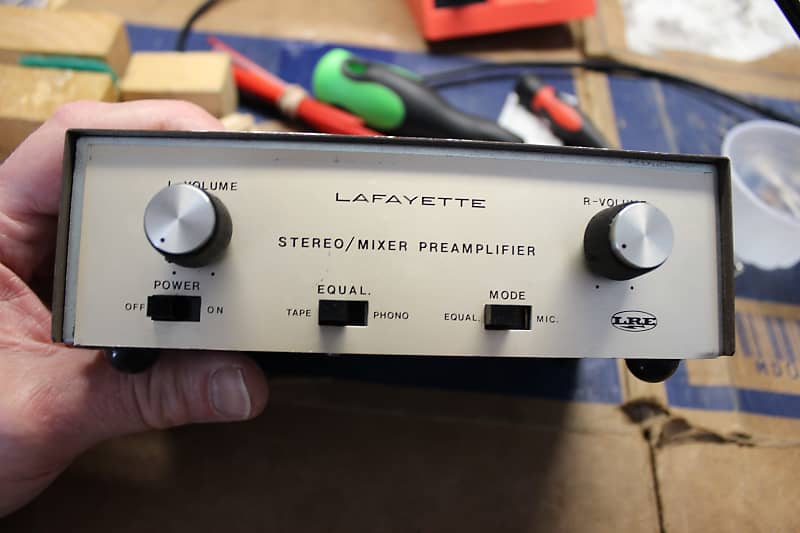 L-VOLUME
LAFAYETTE
R-VOLUME
STEREO/MIXER PREAMPLIFIER
POWER
OFF ON
EQUAL.
TAPE PHONO
MODE
EQUAL. MIC.
LRE